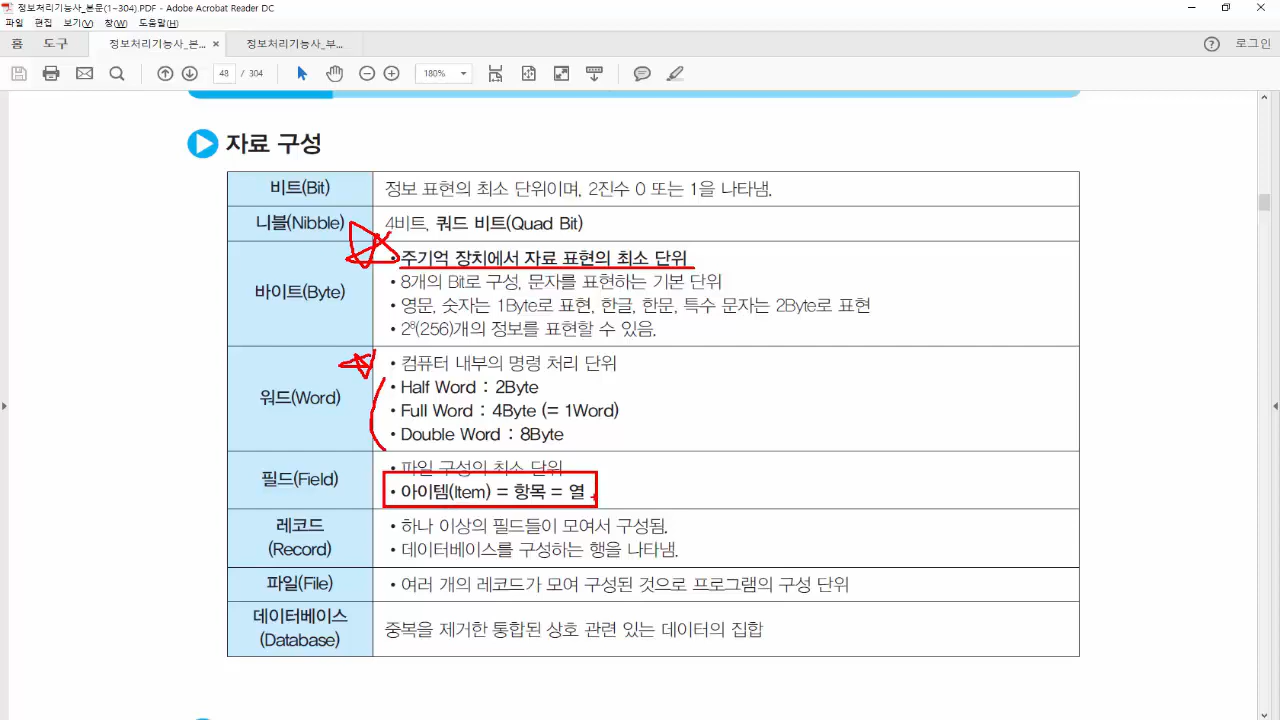 정보처리기능사_본문(1~304).PDF - Adobe Acrobat Reader DC
파일 편집 보기(V) 창(W) 도움말(H)
홈 도구 정보처리기능사_본... × 정보처리기능사_부... 로그인
48 / 304 180%
자료 구성
비트(Bit) 정보 표현의 최소 단위이며, 2진수 0 또는 1을 나타냄.
니블(Nibble) 4비트, 쿼드 비트(Quad Bit)
바이트(Byte)
• 주기억 장치에서 자료 표현의 최소 단위
• 8개의 Bit로 구성, 문자를 표현하는 기본 단위
• 영문, 숫자는 1Byte로 표현, 한글, 한문, 특수 문자는 2Byte로 표현
• 2⁸(256)개의 정보를 표현할 수 있음.
워드(Word)
• 컴퓨터 내부의 명령 처리 단위
• Half Word : 2Byte
• Full Word : 4Byte (= 1Word)
• Double Word : 8Byte
필드(Field)
• 파일 구성의 최소 단위
• 아이템(Item) = 항목 = 열
레코드
(Record)
• 하나 이상의 필드들이 모여서 구성됨.
• 데이터베이스를 구성하는 행을 나타냄.
파일(File) • 여러 개의 레코드가 모여 구성된 것으로 프로그램의 구성 단위
데이터베이스
(Database)
중복을 제거한 통합된 상호 관련 있는 데이터의 집합